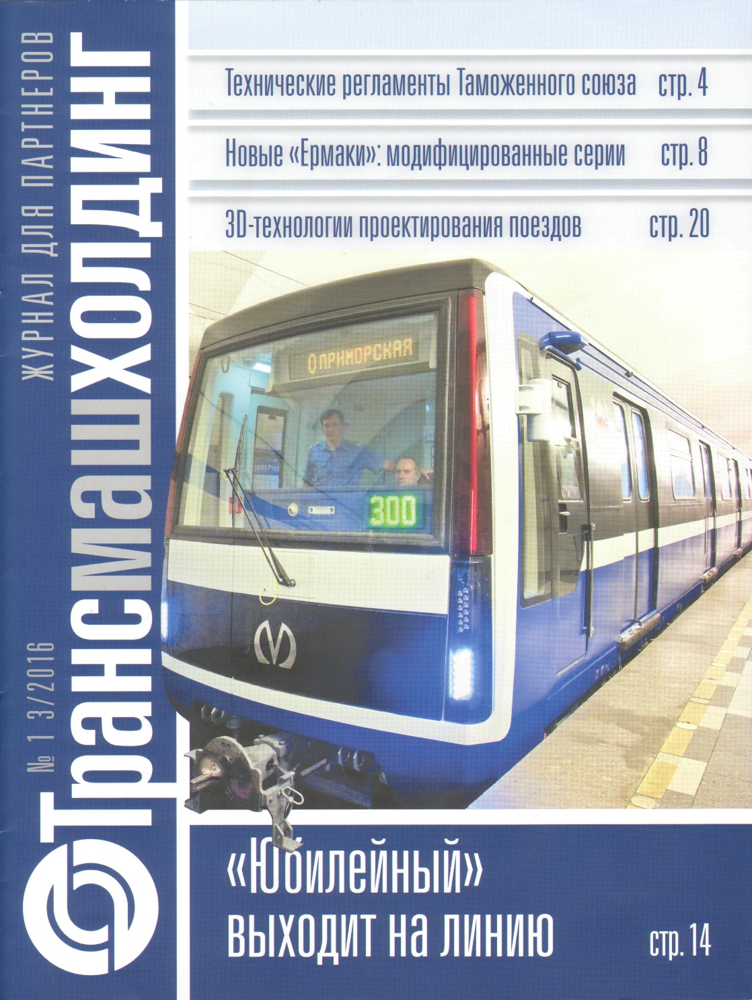 ЖУРНАЛ ДЛЯ ПАРТНЕРОВ
Трансмашхолдинг
№ 1 3/2016
Технические регламенты Таможенного союза стр. 4
Новые «Ермаки»: модифицированные серии стр. 8
3D-технологии проектирования поездов стр. 20
О ПРИМОРСКАЯ
300
«Юбилейный»
выходит на линию стр. 14